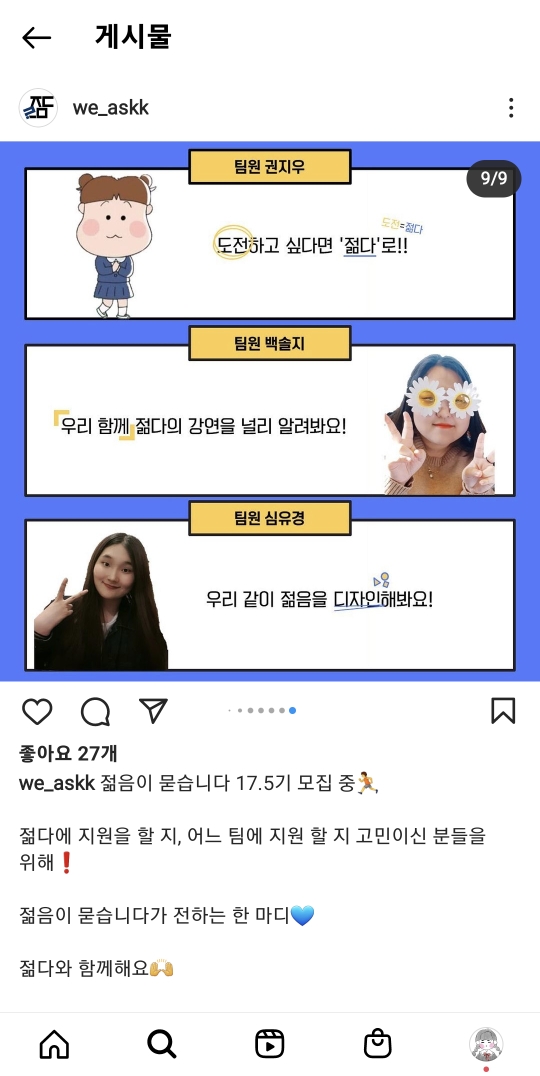 게시물
젊다
we_askk
9/9
팀원 권지우
도전=젊다
도전하고 싶다면 '젊다'로!!
팀원 백솔지
「우리 함께」 젊다의 강연을 널리 알려봐요!
팀원 심유경
우리 같이 젊음을 디자인해봐요!
좋아요 27개
we_askk 젊음이 묻습니다 17.5기 모집 중🏃
젊다에 지원을 할 지, 어느 팀에 지원 할 지 고민이신 분들을
위해❗
젊음이 묻습니다가 전하는 한 마디💙
젊다와 함께해요🙌